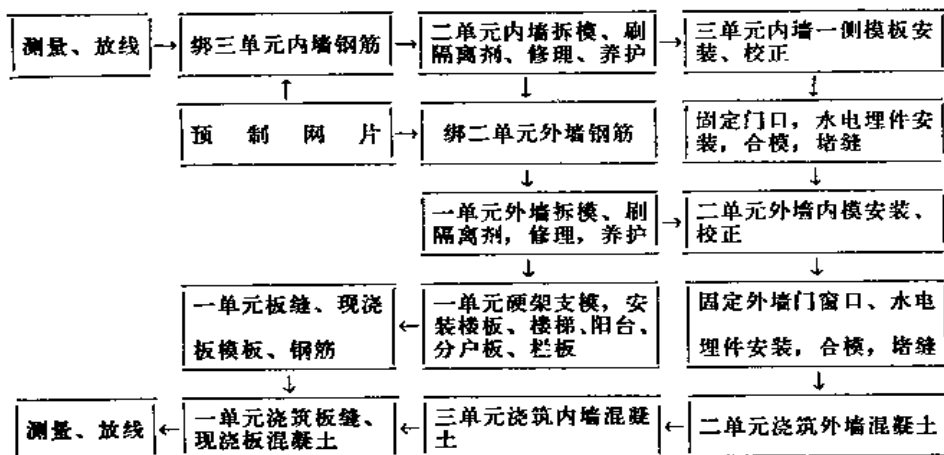 测量、放线
绑三单元内墙钢筋
二单元内墙拆模、刷
隔离剂、修理、养护
三单元内墙一侧模板安
装、校正
预制网片
绑二单元外墙钢筋
固定门口，水电埋件安
装，合模，堵缝
一单元外墙拆模、刷
隔离剂，修理，养护
二单元外墙内模安装、
校正
一单元板缝、现浇
板模板、钢筋
一单元硬架支模，安
装楼板、楼梯、阳台、
分户板、栏板
固定外墙门窗口、水电
埋件安装，合模，堵缝
测量、放线
一单元浇筑板缝、
现浇板混凝土
三单元浇筑内墙混凝
土
二单元浇筑外墙混凝土